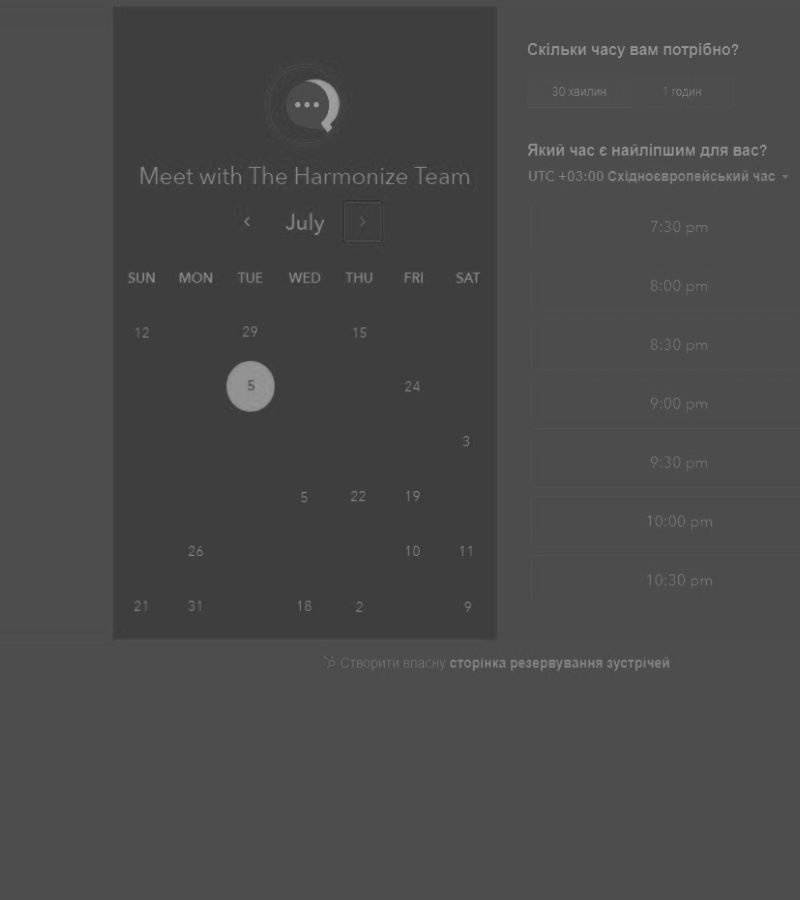 Meet with The Harmonize Team
July
SUN MON TUE WED THU FRI SAT
12 29 15
5 24
3
5 22 19
26 10 11
21 31 18 2 9
Скільки часу вам потрібно?
30 хвилин 1 годин
Який час є найліпшим для вас?
UTC +03:00 Східноєвропейський час
7:30 pm
8:00 pm
8:30 pm
9:00 pm
9:30 pm
10:00 pm
10:30 pm
Створити власну сторінка резервування зустрічей